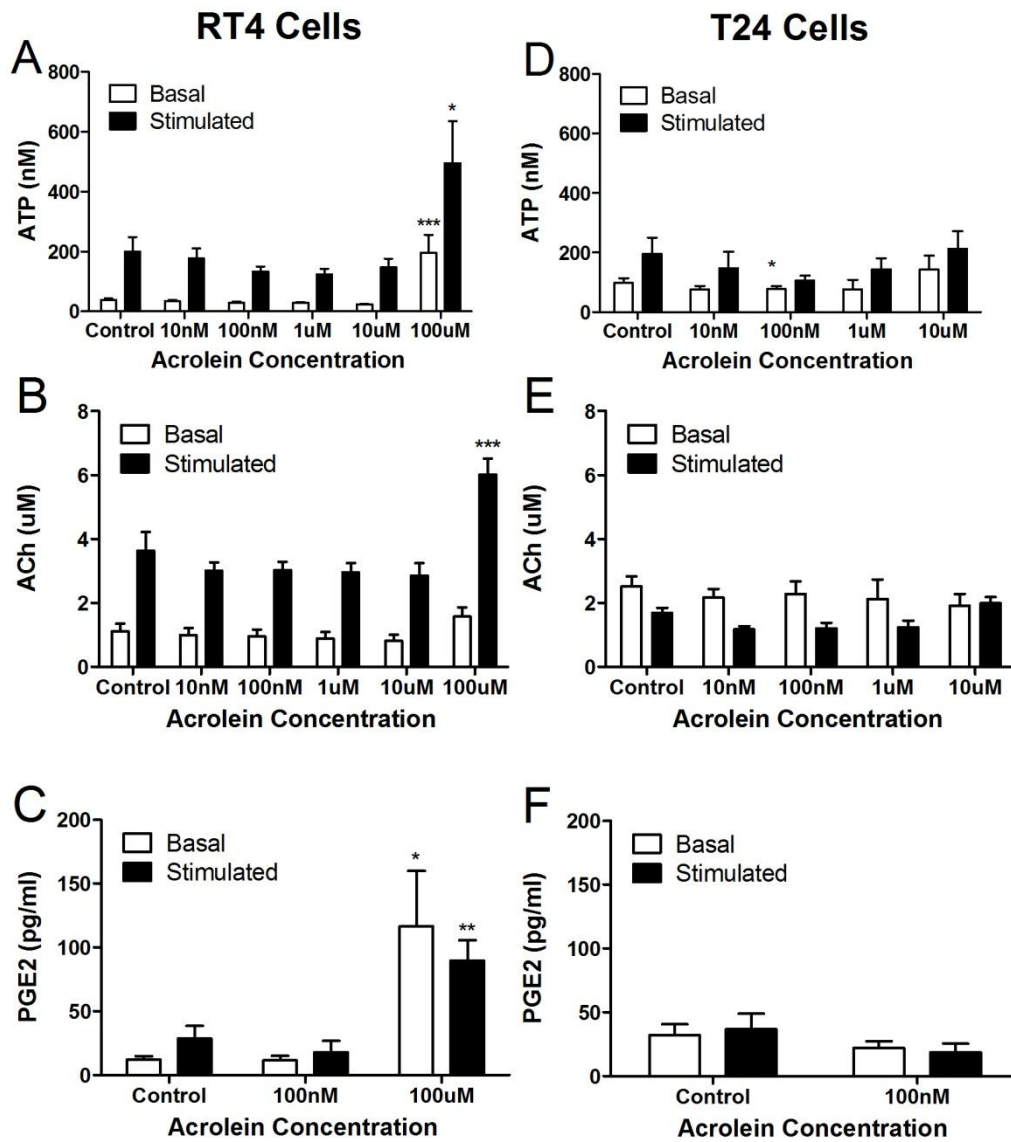 RT4 Cells
T24 Cells
A
800
600
400
200
0
ATP (nM)
Basal
Stimulated
*
***
Control 10nM 100nM 1uM 10uM 100uM
Acrolein Concentration
D
800
600
400
200
0
ATP (nM)
Basal
Stimulated
*
Control 10nM 100nM 1uM 10uM
Acrolein Concentration
B
8
6
4
2
0
ACh (uM)
Basal
Stimulated
***
Control 10nM 100nM 1uM 10uM 100uM
Acrolein Concentration
E
8
6
4
2
0
ACh (uM)
Basal
Stimulated
Control 10nM 100nM 1uM 10uM
Acrolein Concentration
C
200
150
100
50
0
PGE2 (pg/ml)
Basal
Stimulated
*
**
Control 100nM 100uM
Acrolein Concentration
F
200
150
100
50
0
PGE2 (pg/ml)
Basal
Stimulated
Control 100nM
Acrolein Concentration